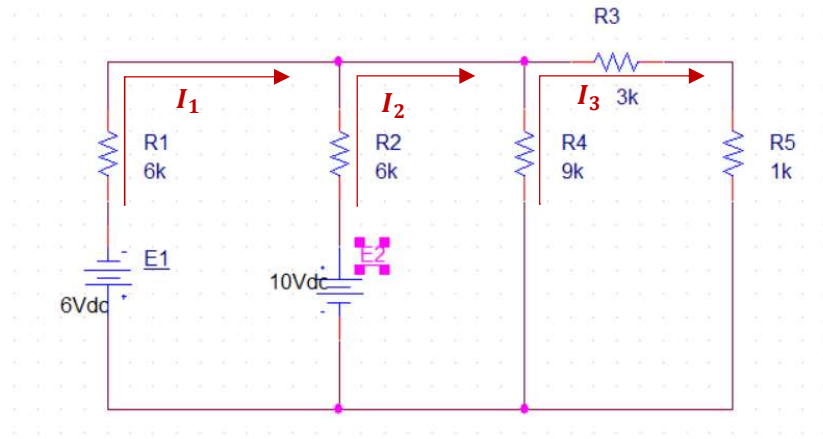 R3
3k
I₁
I₂
I₃
R1
6k
R2
6k
R4
9k
R5
1k
E1
6Vdc
E2
10Vdc
- 
+
+
-